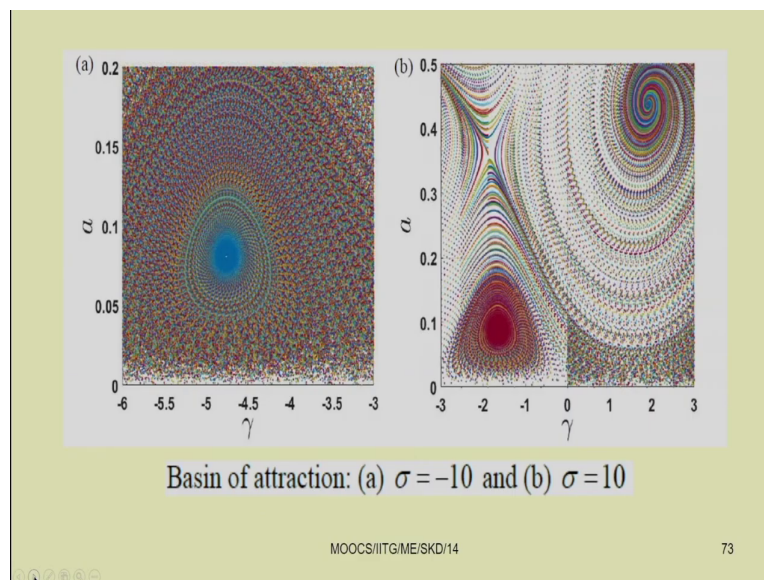 (a)
0.2
0.15
0.1
0.05
0
a
-6 -5.5 -5 -4.5 -4 -3.5 -3
γ
(b)
0.5
0.4
0.3
0.2
0.1
0
a
-3 -2 -1 0 1 2 3
γ
Basin of attraction: (a) σ = −10 and (b) σ = 10
MOOCS/IITG/ME/SKD/14
73